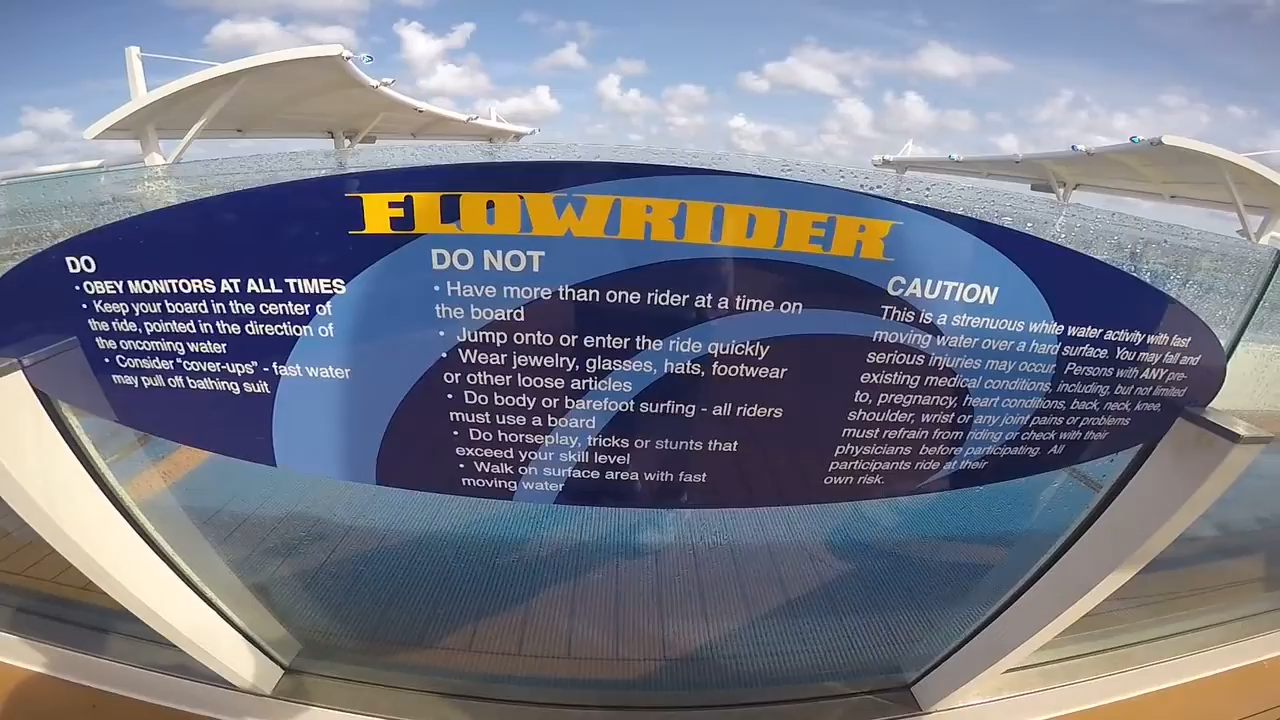 FLOWRIDER
DO
• OBEY MONITORS AT ALL TIMES
• Keep your board in the center of
the ride, pointed in the direction of
the oncoming water
• Consider "cover-ups" - fast water
may pull off bathing suit
DO NOT
• Have more than one rider at a time on
the board
• Jump onto or enter the ride quickly
• Wear jewelry, glasses, hats, footwear
or other loose articles
• Do body or barefoot surfing - all riders
must use a board
• Do horseplay, tricks or stunts that
exceed your skill level
• Walk on surface area with fast
moving water
CAUTION
This is a strenuous white water activity with fast
moving water over a hard surface. You may fall and
serious injuries may occur. Persons with ANY pre-
existing medical conditions, including, but not limited
to, pregnancy, heart conditions, back, neck, knee,
shoulder, wrist or any joint pains or problems
must refrain from riding or check with their
physicians before participating. All
participants ride at their
own risk.